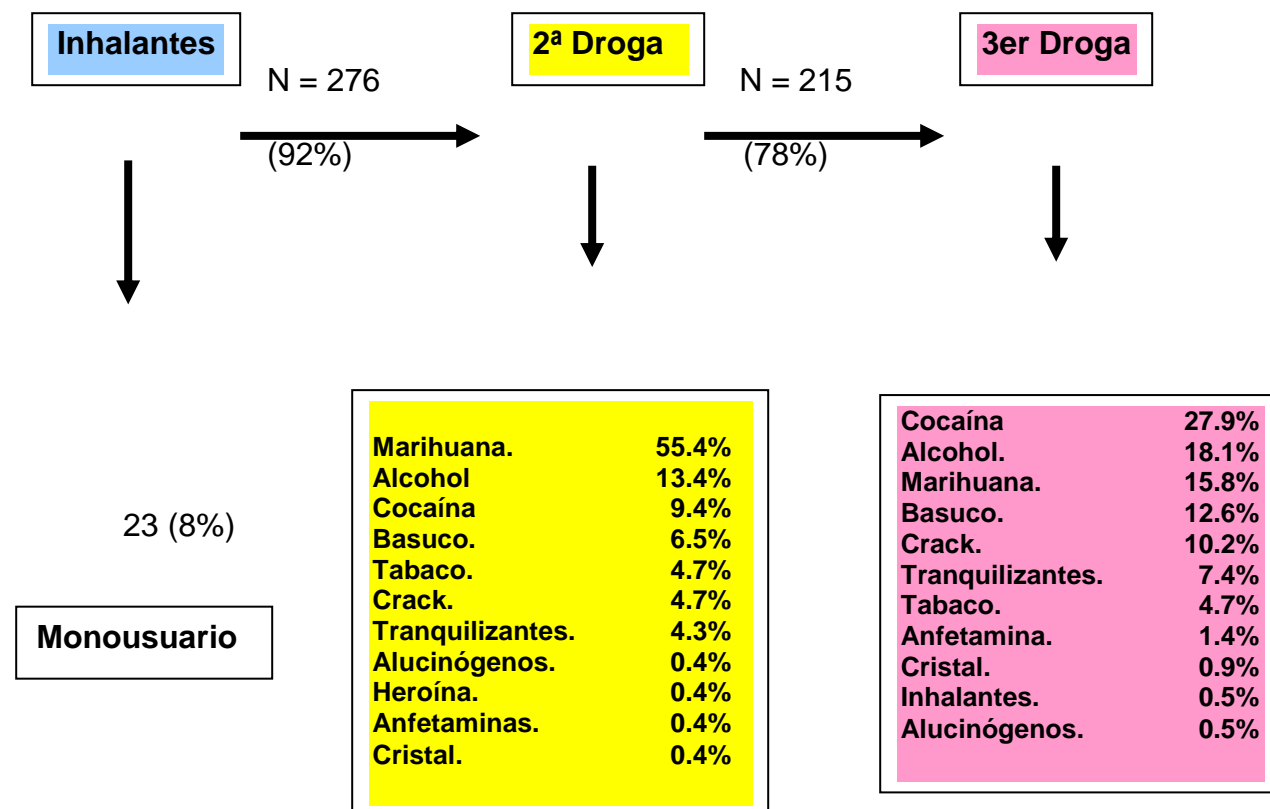 Inhalantes
N = 276
(92%)
2ª Droga
N = 215
(78%)
3er Droga
23 (8%)
Monousuario
Marihuana. 55.4%
Alcohol 13.4%
Cocaína 9.4%
Basuco. 6.5%
Tabaco. 4.7%
Crack. 4.7%
Tranquilizantes. 4.3%
Alucinógenos. 0.4%
Heroína. 0.4%
Anfetaminas. 0.4%
Cristal. 0.4%
Cocaína 27.9%
Alcohol. 18.1%
Marihuana. 15.8%
Basuco. 12.6%
Crack. 10.2%
Tranquilizantes. 7.4%
Tabaco. 4.7%
Anfetamina. 1.4%
Cristal. 0.9%
Inhalantes. 0.5%
Alucinógenos. 0.5%